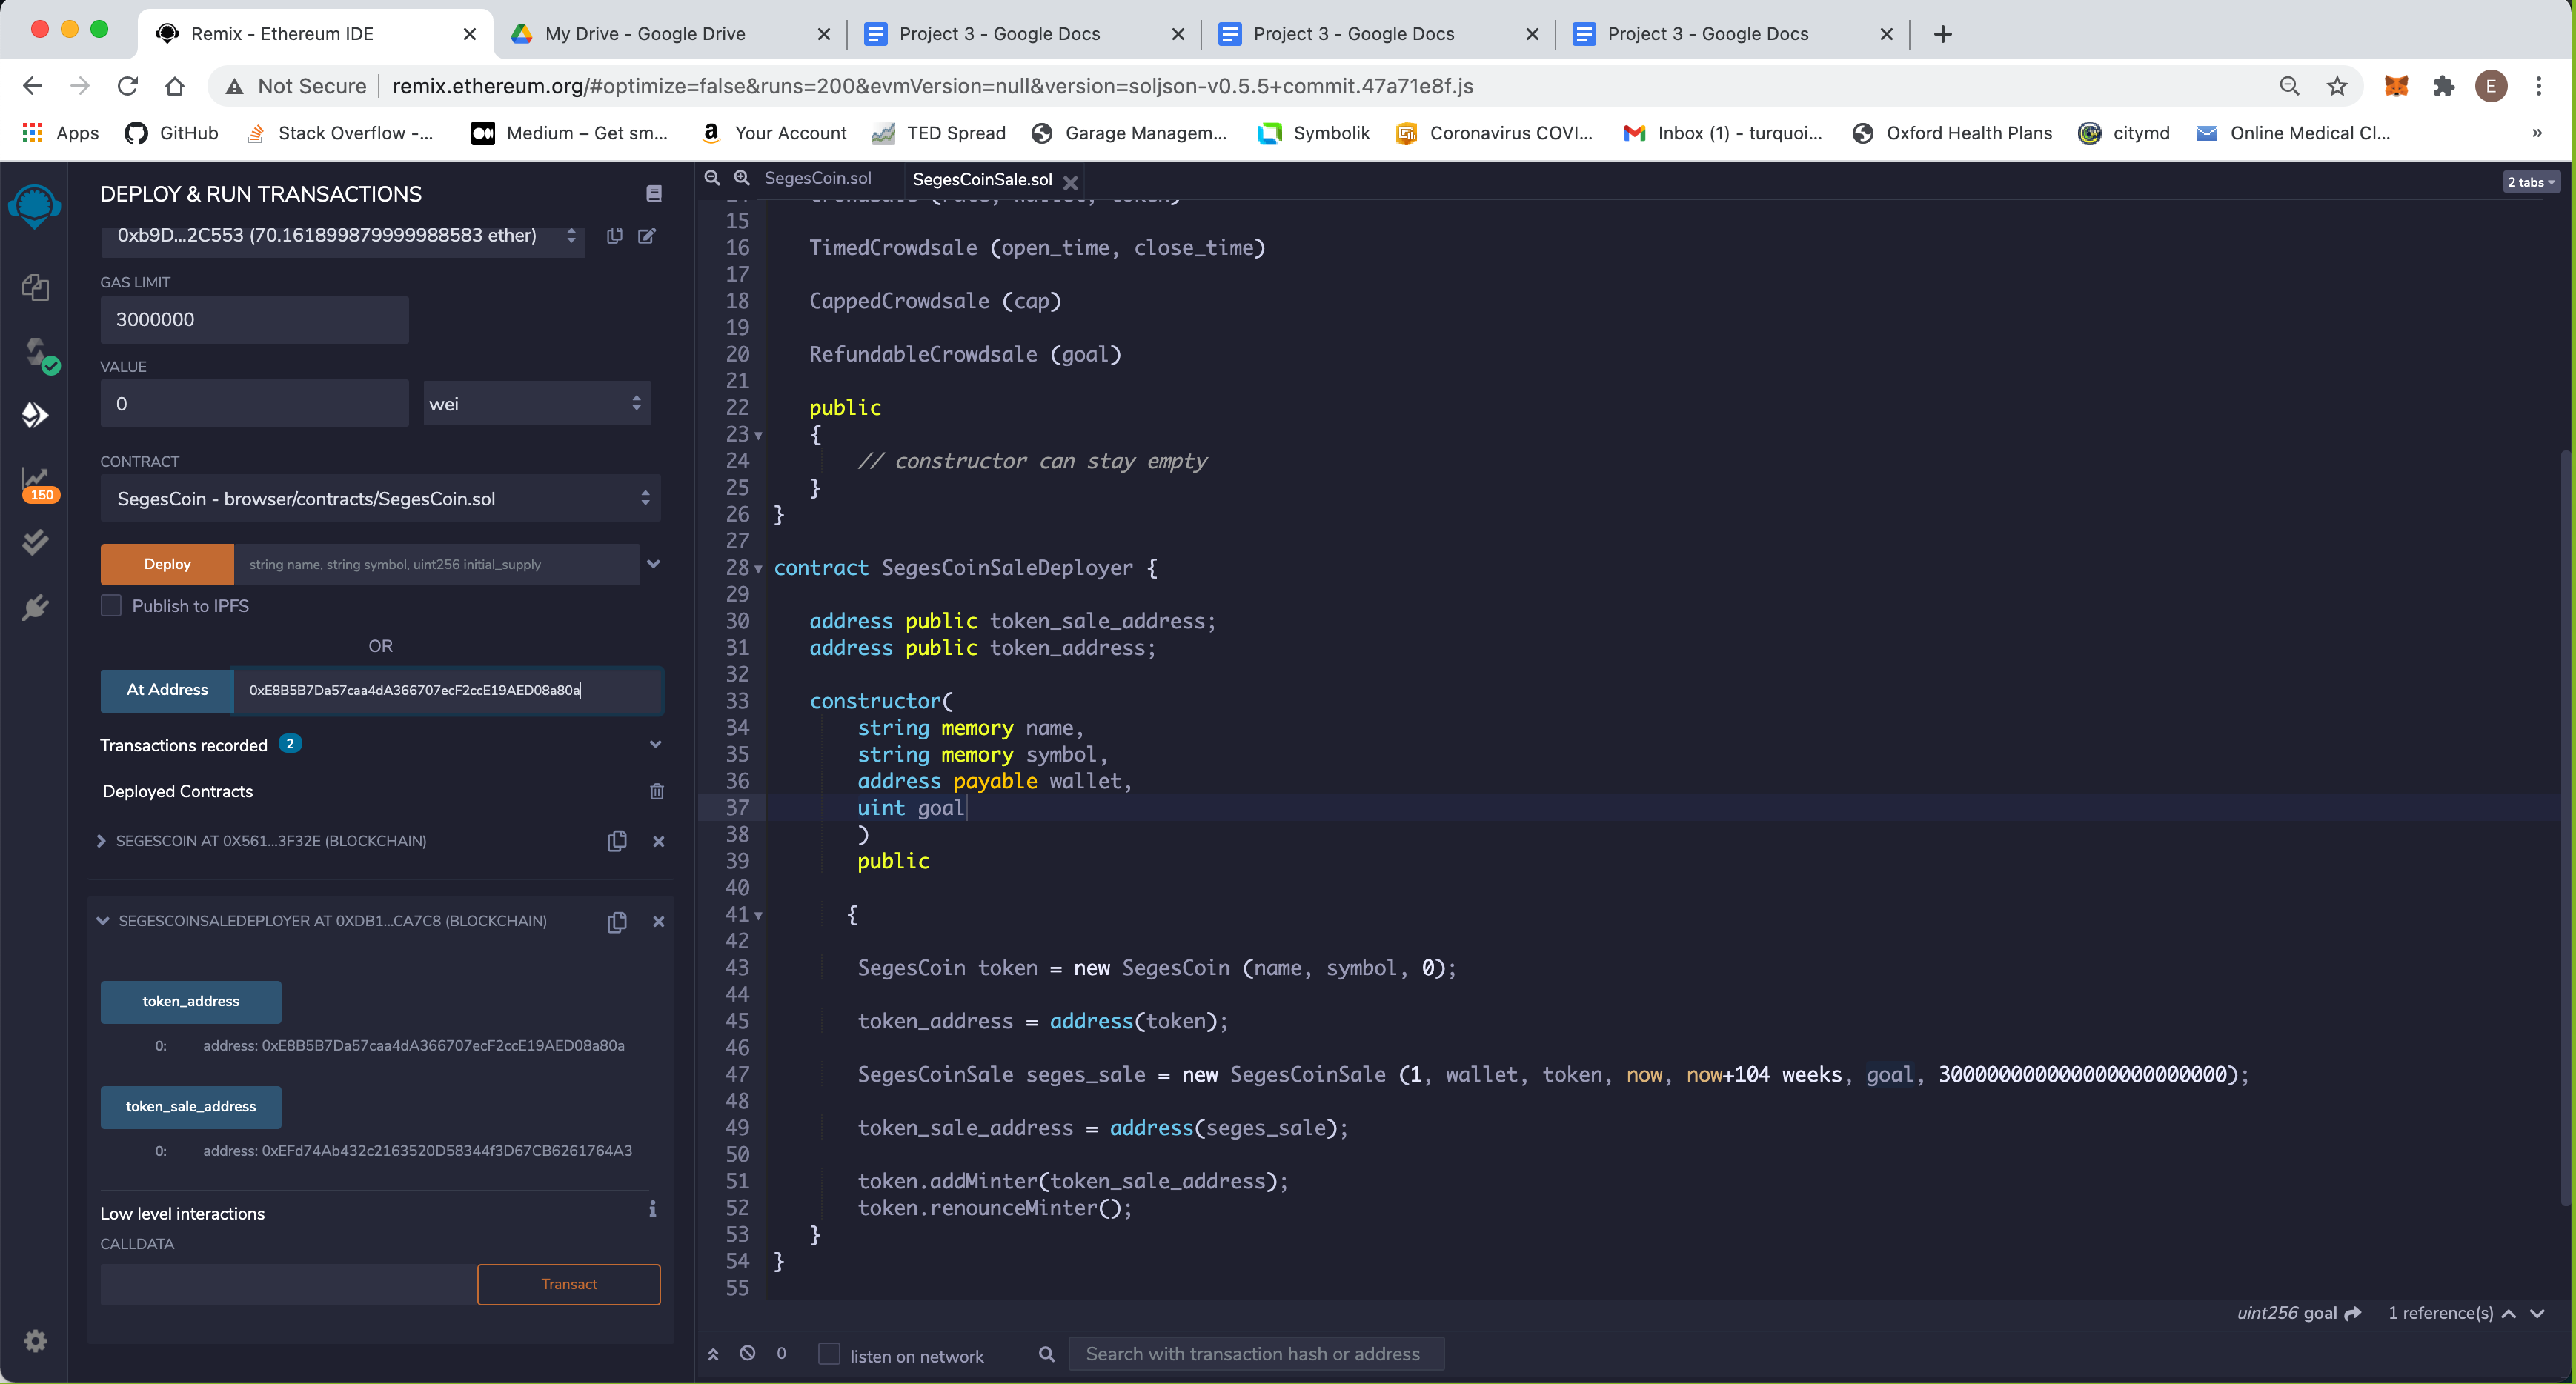 Remix - Ethereum IDE
My Drive - Google Drive
Project 3 - Google Docs
Project 3 - Google Docs
Project 3 - Google Docs
Not Secure
remix.ethereum.org/#optimize=false&runs=200&evmVersion=null&version=soljson-v0.5.5+commit.47a71e8f.js
E
Apps
GitHub
Stack Overflow -...
Medium – Get sm...
Your Account
TED Spread
Garage Managem...
Symbolik
Coronavirus COVI...
Inbox (1) - turquoi...
Oxford Health Plans
citymd
Online Medical Cl...
»
DEPLOY & RUN TRANSACTIONS
0xb9D...2C553 (70.161899879999988583 ether)
GAS LIMIT
3000000
VALUE
0
wei
CONTRACT
SegesCoin - browser/contracts/SegesCoin.sol
150
Deploy
string name, string symbol, uint256 initial_supply
Publish to IPFS
OR
At Address
0xE8B5B7Da57caa4dA366707ecF2ccE19AED08a80a
Transactions recorded 2
Deployed Contracts
SEGESCOIN AT 0X561...3F32E (BLOCKCHAIN)
SEGESCOINSALEDEPLOYER AT 0XDB1...CA7C8 (BLOCKCHAIN)
token_address
0: address: 0xE8B5B7Da57caa4dA366707ecF2ccE19AED08a80a
token_sale_address
0: address: 0xEFd74Ab432c2163520D58344f3D67CB6261764A3
Low level interactions
i
CALLDATA
Transact
SegesCoin.sol
SegesCoinSale.sol
2 tabs
15
16 TimedCrowdsale (open_time, close_time)
17
18 CappedCrowdsale (cap)
19
20 RefundableCrowdsale (goal)
21
22 public
23 {
24 // constructor can stay empty
25 }
26 }
27
28 contract SegesCoinSaleDeployer {
29
30 address public token_sale_address;
31 address public token_address;
32
33 constructor(
34 string memory name,
35 string memory symbol,
36 address payable wallet,
37 uint goal
38 )
39 public
40
41 {
42
43 SegesCoin token = new SegesCoin (name, symbol, 0);
44
45 token_address = address(token);
46
47 SegesCoinSale seges_sale = new SegesCoinSale (1, wallet, token, now, now+104 weeks, goal, 300000000000000000000000);
48
49 token_sale_address = address(seges_sale);
50
51 token.addMinter(token_sale_address);
52 token.renounceMinter();
53 }
54 }
55
uint256 goal
1 reference(s)
0
listen on network
Search with transaction hash or address